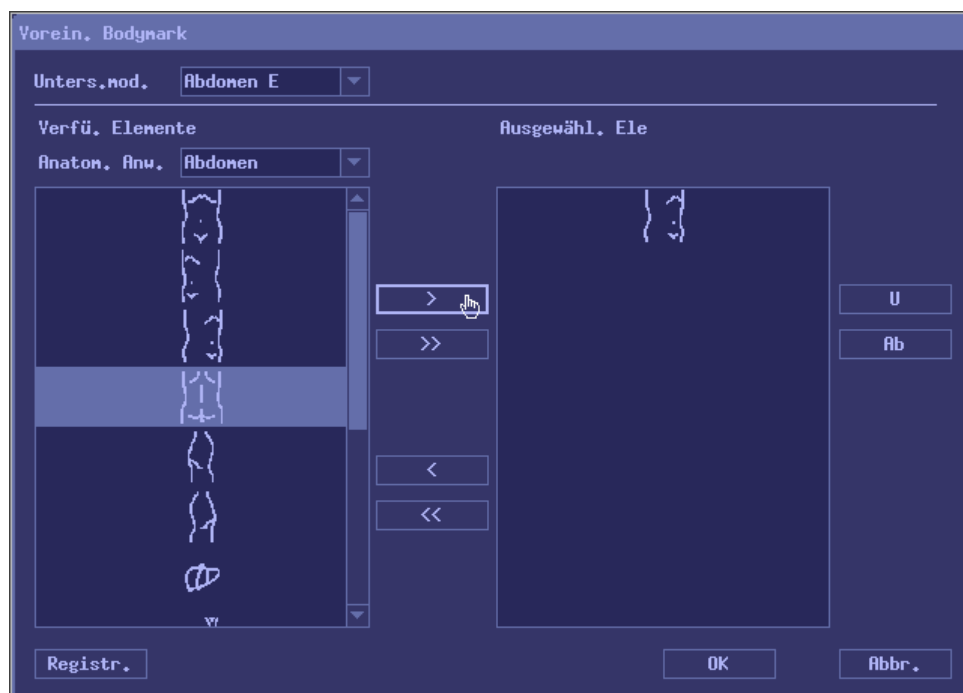 Vorein. Bodymark
Unters.mod. Abdomen E
Verfü. Elemente
Ausgewähl. Ele
Anatom. Anw. Abdomen
> U
>> Ab
<
<<
Registr. OK Abbr.